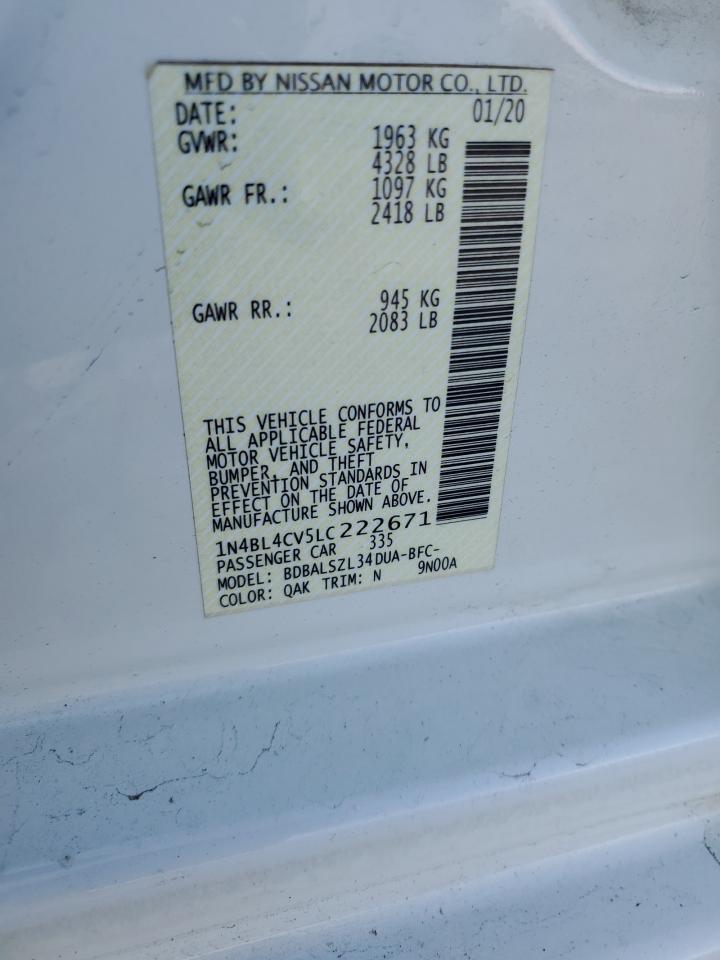 MFD BY NISSAN MOTOR CO., LTD.
DATE: 01/20
GVWR: 1963 KG
4328 LB
GAWR FR.: 1097 KG
2418 LB
GAWR RR.: 945 KG
2083 LB
THIS VEHICLE CONFORMS TO
ALL APPLICABLE FEDERAL
MOTOR VEHICLE SAFETY,
BUMPER, AND THEFT
PREVENTION STANDARDS IN
EFFECT ON THE DATE OF
MANUFACTURE SHOWN ABOVE.
1N4BL4CV5LC222671
PASSENGER CAR 335
MODEL: BDBALSZL34DUA-BFC-
COLOR: QAK TRIM: N 9N00A